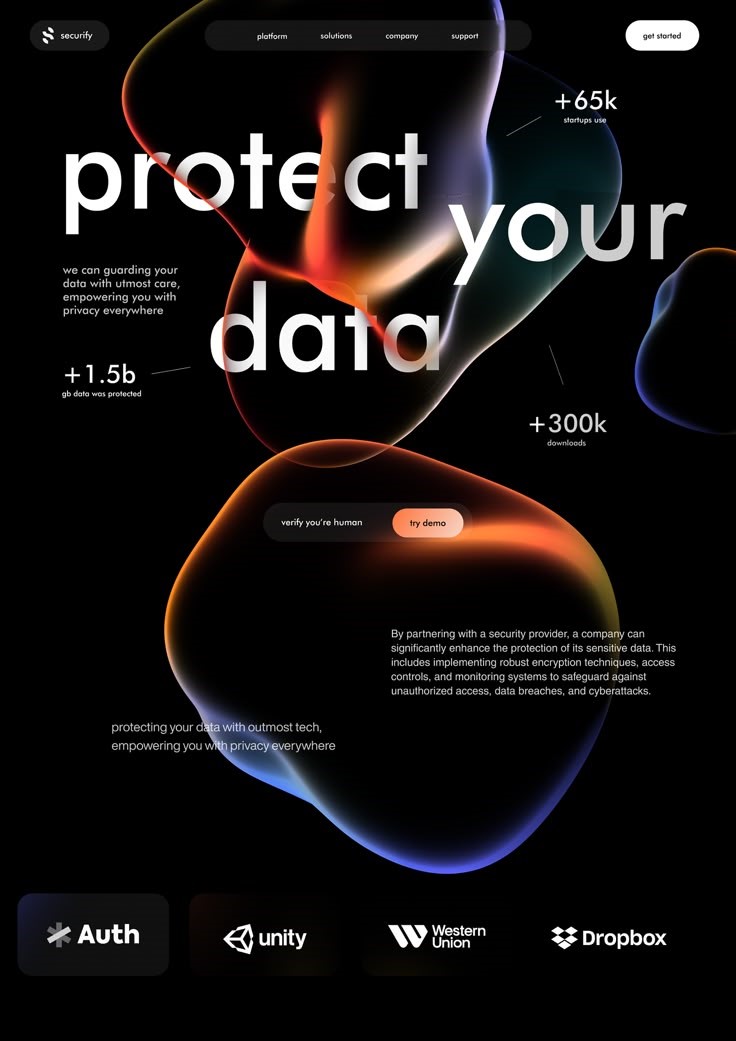 securify
platform
solutions
company
support
get started
+65k
startups use
protect
your
we can guarding your
data with utmost care,
empowering you with
privacy everywhere
data
+1.5b
gb data was protected
+300k
downloads
verify you're human
try demo
By partnering with a security provider, a company can
significantly enhance the protection of its sensitive data. This
includes implementing robust encryption techniques, access
controls, and monitoring systems to safeguard against
unauthorized access, data breaches, and cyberattacks.
protecting your data with outmost tech,
empowering you with privacy everywhere
Auth
unity
Western
Union
Dropbox